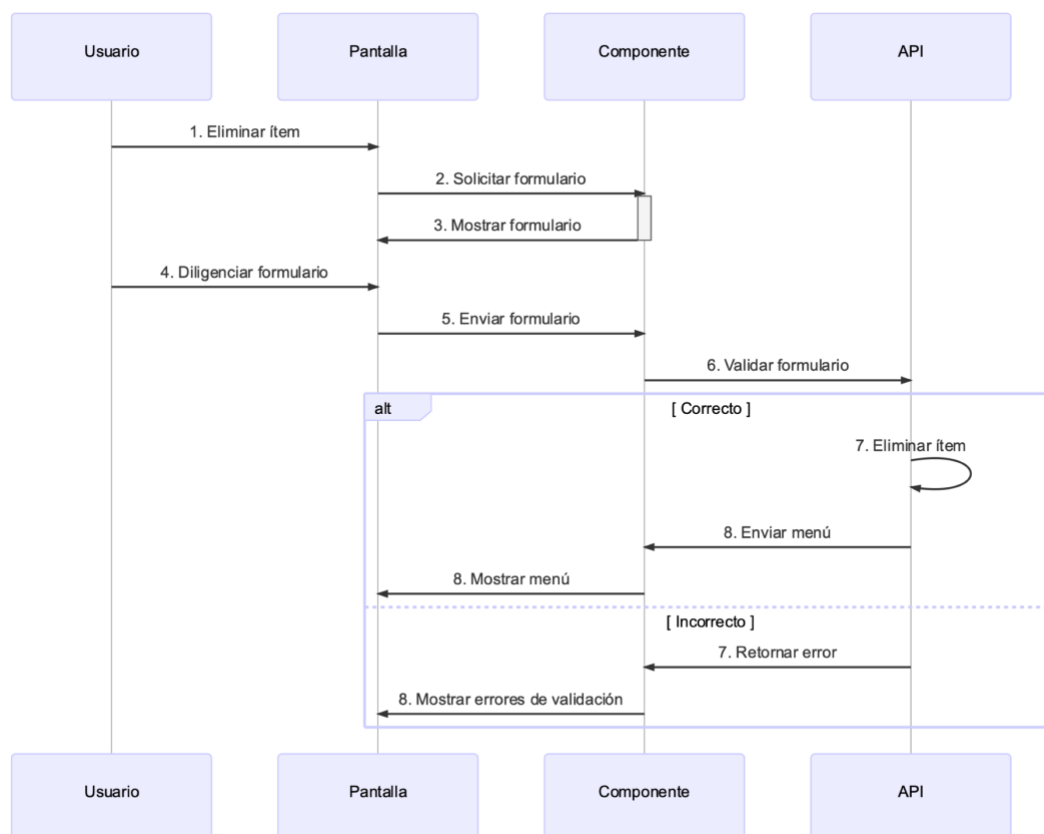 Usuario
Pantalla
Componente
API
1. Eliminar ítem
2. Solicitar formulario
3. Mostrar formulario
4. Diligenciar formulario
5. Enviar formulario
6. Validar formulario
alt
[ Correcto ]
7. Eliminar ítem
8. Enviar menú
8. Mostrar menú
[ Incorrecto ]
7. Retornar error
8. Mostrar errores de validación
Usuario
Pantalla
Componente
API